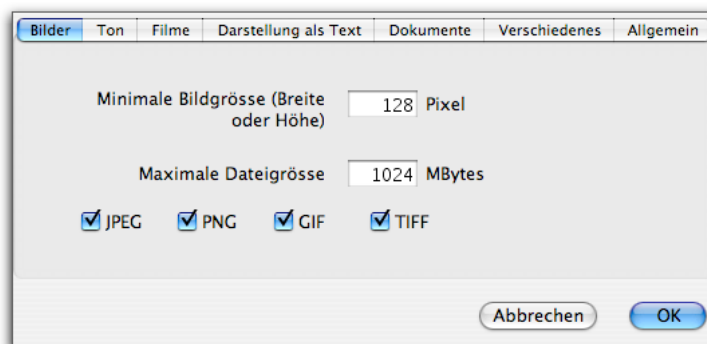 Bilder Ton Filme Darstellung als Text Dokumente Verschiedenes Allgemein
Minimale Bildgrösse (Breite
oder Höhe) 128 Pixel
Maximale Dateigrösse 1024 MBytes
JPEG PNG GIF TIFF
Abbrechen OK